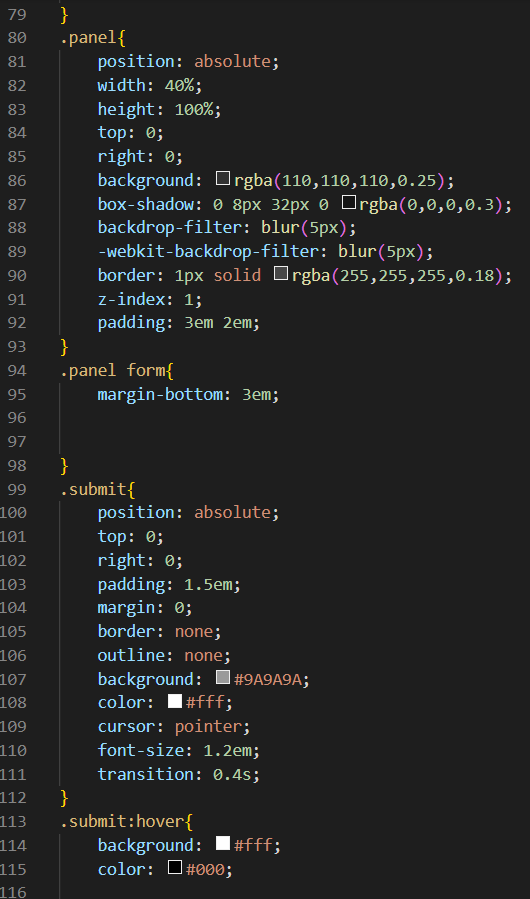 79 }
80 .panel{
81 position: absolute;
82 width: 40%;
83 height: 100%;
84 top: 0;
85 right: 0;
86 background: rgba(110,110,110,0.25);
87 box-shadow: 0 8px 32px 0 rgba(0,0,0,0.3);
88 backdrop-filter: blur(5px);
89 -webkit-backdrop-filter: blur(5px);
90 border: 1px solid rgba(255,255,255,0.18);
91 z-index: 1;
92 padding: 3em 2em;
93 }
94 .panel form{
95 margin-bottom: 3em;
96
97
98 }
99 .submit{
100 position: absolute;
101 top: 0;
102 right: 0;
103 padding: 1.5em;
104 margin: 0;
105 border: none;
106 outline: none;
107 background: #9A9A9A;
108 color: #fff;
109 cursor: pointer;
110 font-size: 1.2em;
111 transition: 0.4s;
112 }
113 .submit:hover{
114 background: #fff;
115 color: #000;
116